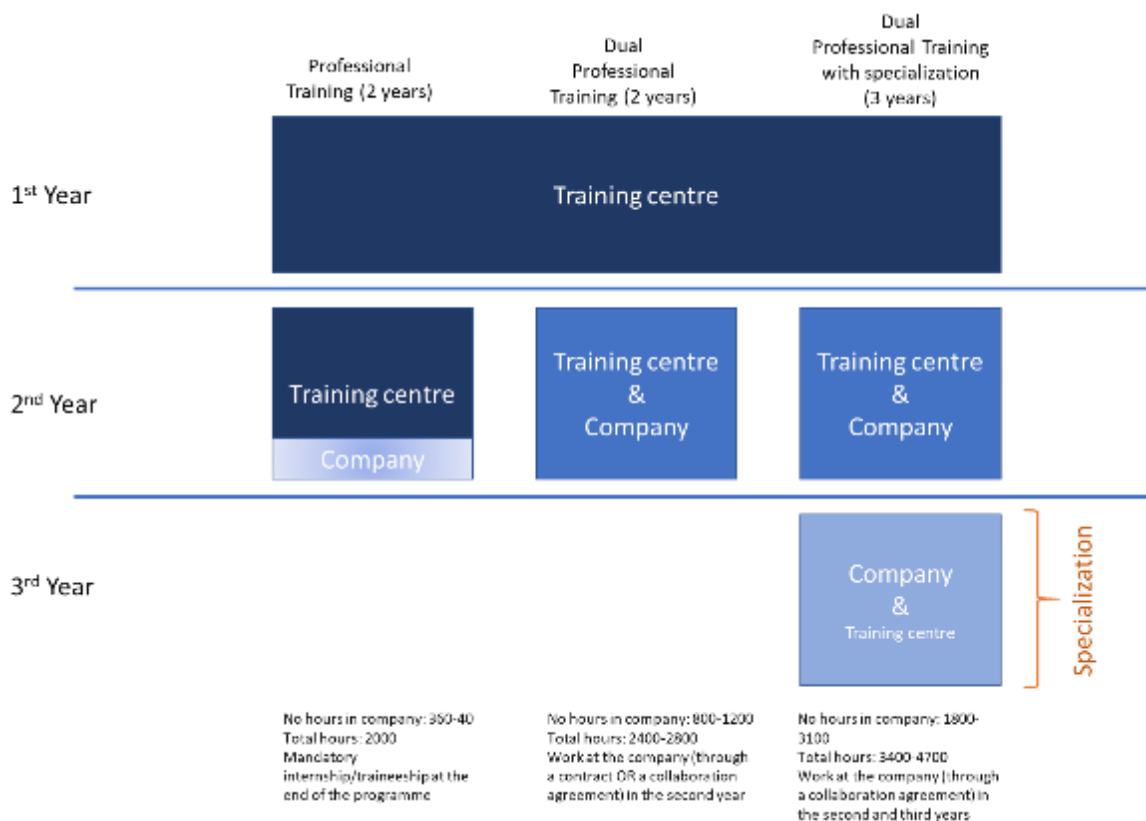 Professional
Training (2 years)
Dual
Professional
Training (2 years)
Dual
Professional Training
with specialization
(3 years)
1st Year
Training centre
2nd Year
Training centre
Company
Training centre
&
Company
Training centre
&
Company
3rd Year
Company
&
Training centre
Specialization
No hours in company: 360-40
Total hours: 2000
Mandatory
internship/traineeship at the
end of the programme
No hours in company: 800-1200
Total hours: 2400-2800
Work at the company (through
a contract OR a collaboration
agreement) in the second year
No hours in company: 1800-
3100
Total hours: 3400-4700
Work at the company (through
a collaboration agreement) in
the second and third years